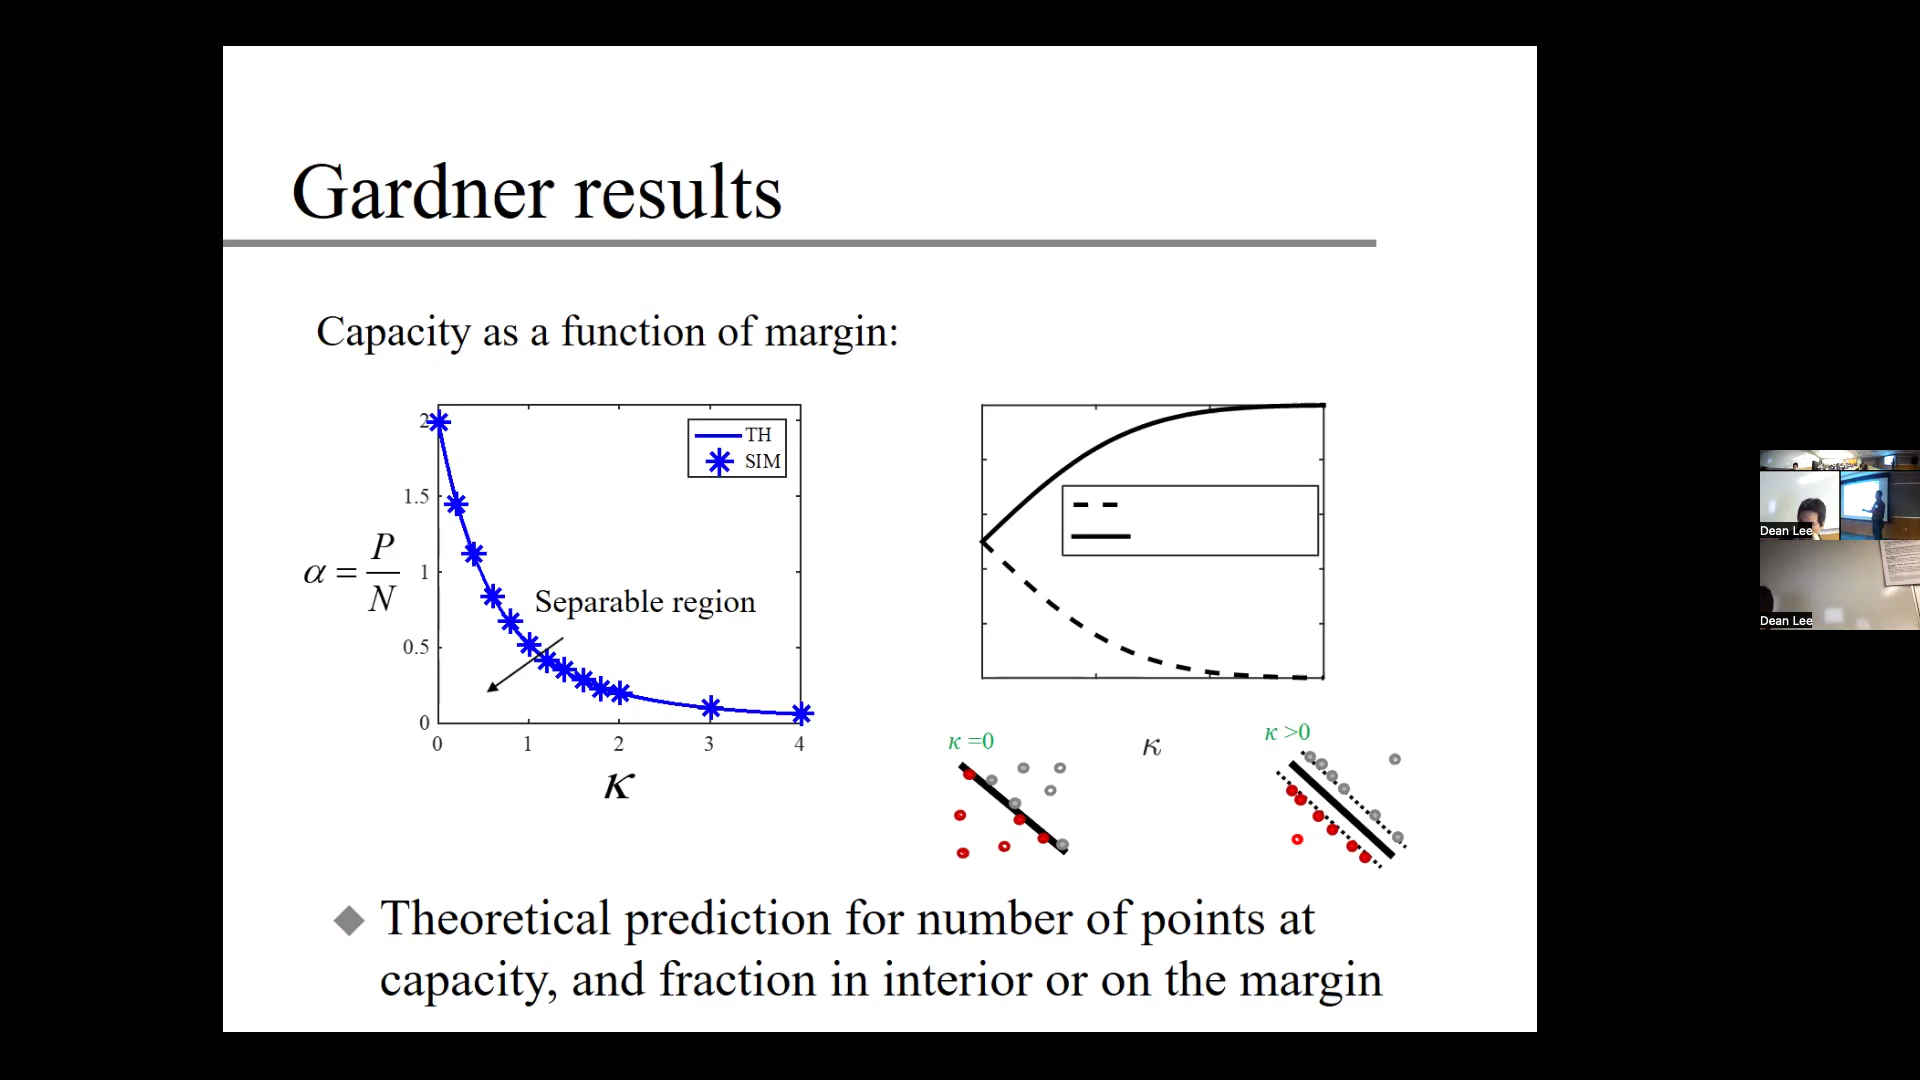 Gardner results
Capacity as a function of margin:
2
1.5
1
0.5
0
α = P/N
TH
SIM
Separable region
0 1 2 3 4
κ
κ =0
κ
κ >0
Theoretical prediction for number of points at
capacity, and fraction in interior or on the margin
Dean Lee
Dean Lee